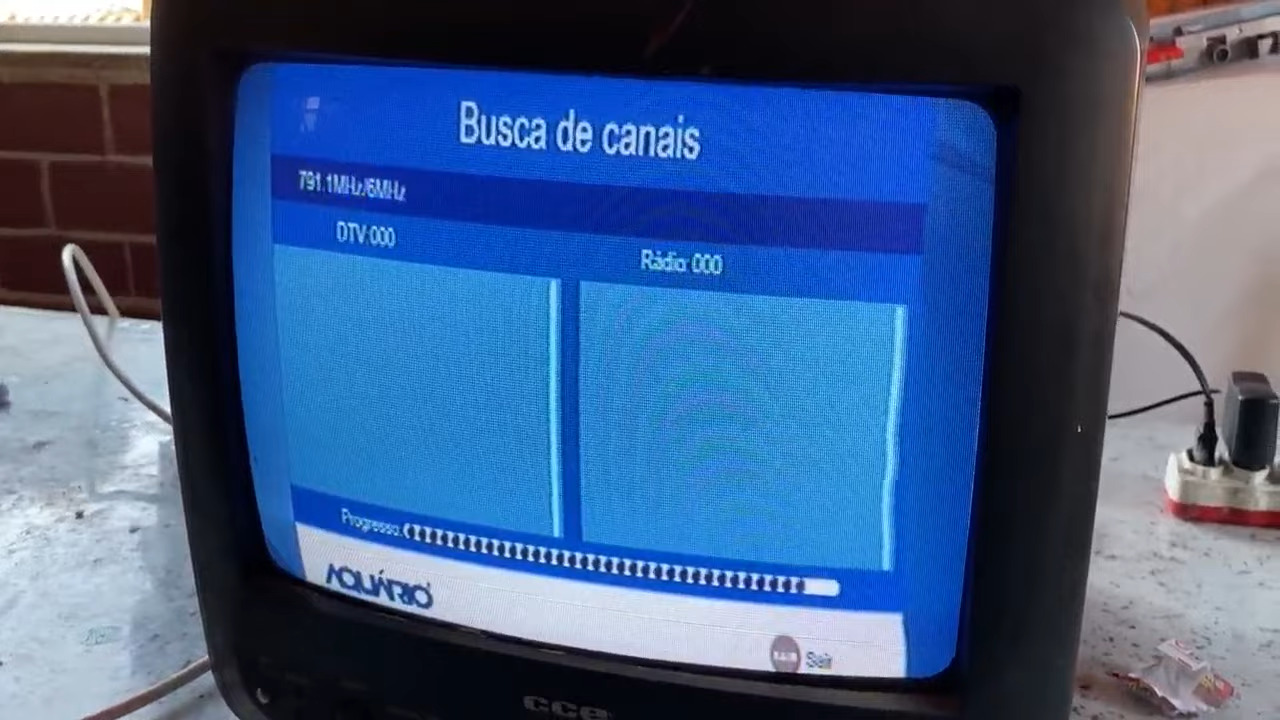 Busca de canais
791.1MHz/6MHz
DTV:000
Rádio: 000
Progresso:
AQUÁRIO
Sair
cce